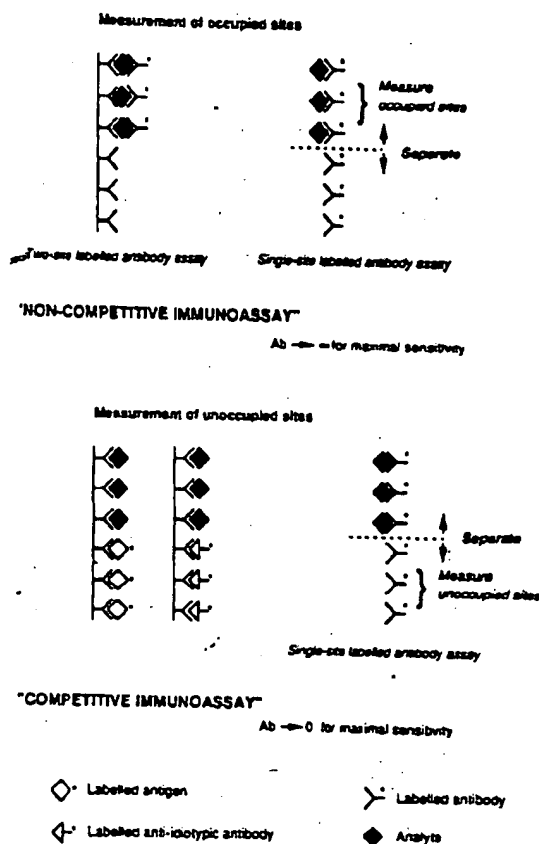 Measurement of occupied sites
Measure
occupied sites
Separate
Two-site labelled antibody assay
Single-site labelled antibody assay
"NON-COMPETITIVE IMMUNOASSAY"
Ab → ∞ for maximal sensitivity
Measurement of unoccupied sites
Separate
Measure
unoccupied sites
Single-site labelled antibody assay
"COMPETITIVE IMMUNOASSAY"
Ab → 0 for maximal sensitivity
Labelled antigen
Labelled antibody
Labelled anti-idiotypic antibody
Analyte